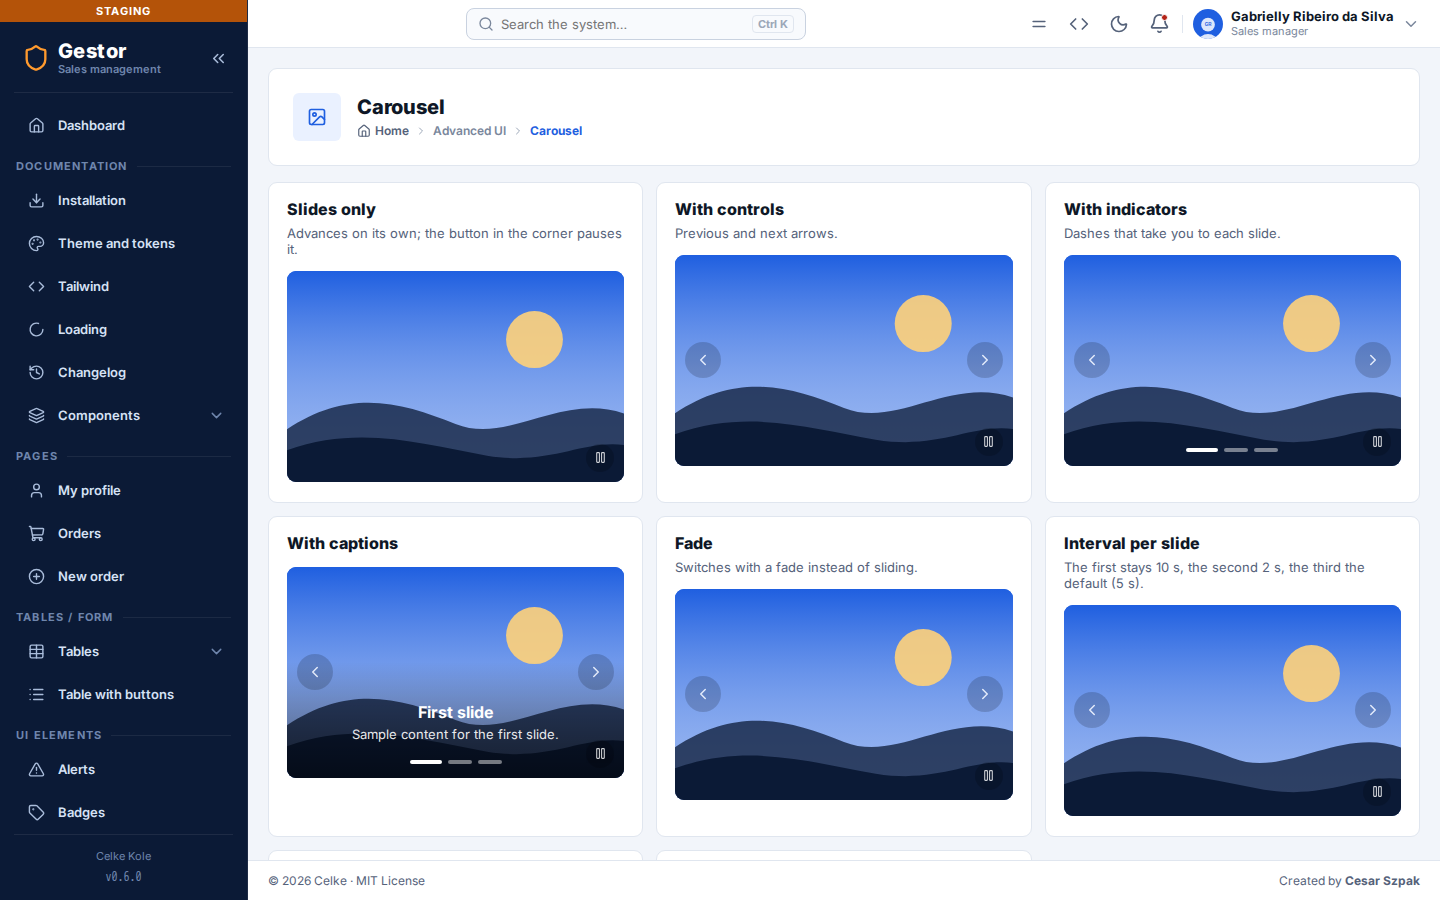 STAGING
Gestor
Sales management
Dashboard
DOCUMENTATION
Installation
Theme and tokens
Tailwind
Loading
Changelog
Components
PAGES
My profile
Orders
New order
TABLES / FORM
Tables
Table with buttons
UI ELEMENTS
Alerts
Badges
Celke Kole
v0.6.0
Search the system...
Ctrl K
GR
Gabrielly Ribeiro da Silva
Sales manager
Carousel
Home
Advanced UI
Carousel
Slides only
Advances on its own; the button in the corner pauses
it.
With controls
Previous and next arrows.
With indicators
Dashes that take you to each slide.
With captions
First slide
Sample content for the first slide.
Fade
Switches with a fade instead of sliding.
Interval per slide
The first stays 10 s, the second 2 s, the third the
default (5 s).
© 2026 Celke · MIT License
Created by Cesar Szpak